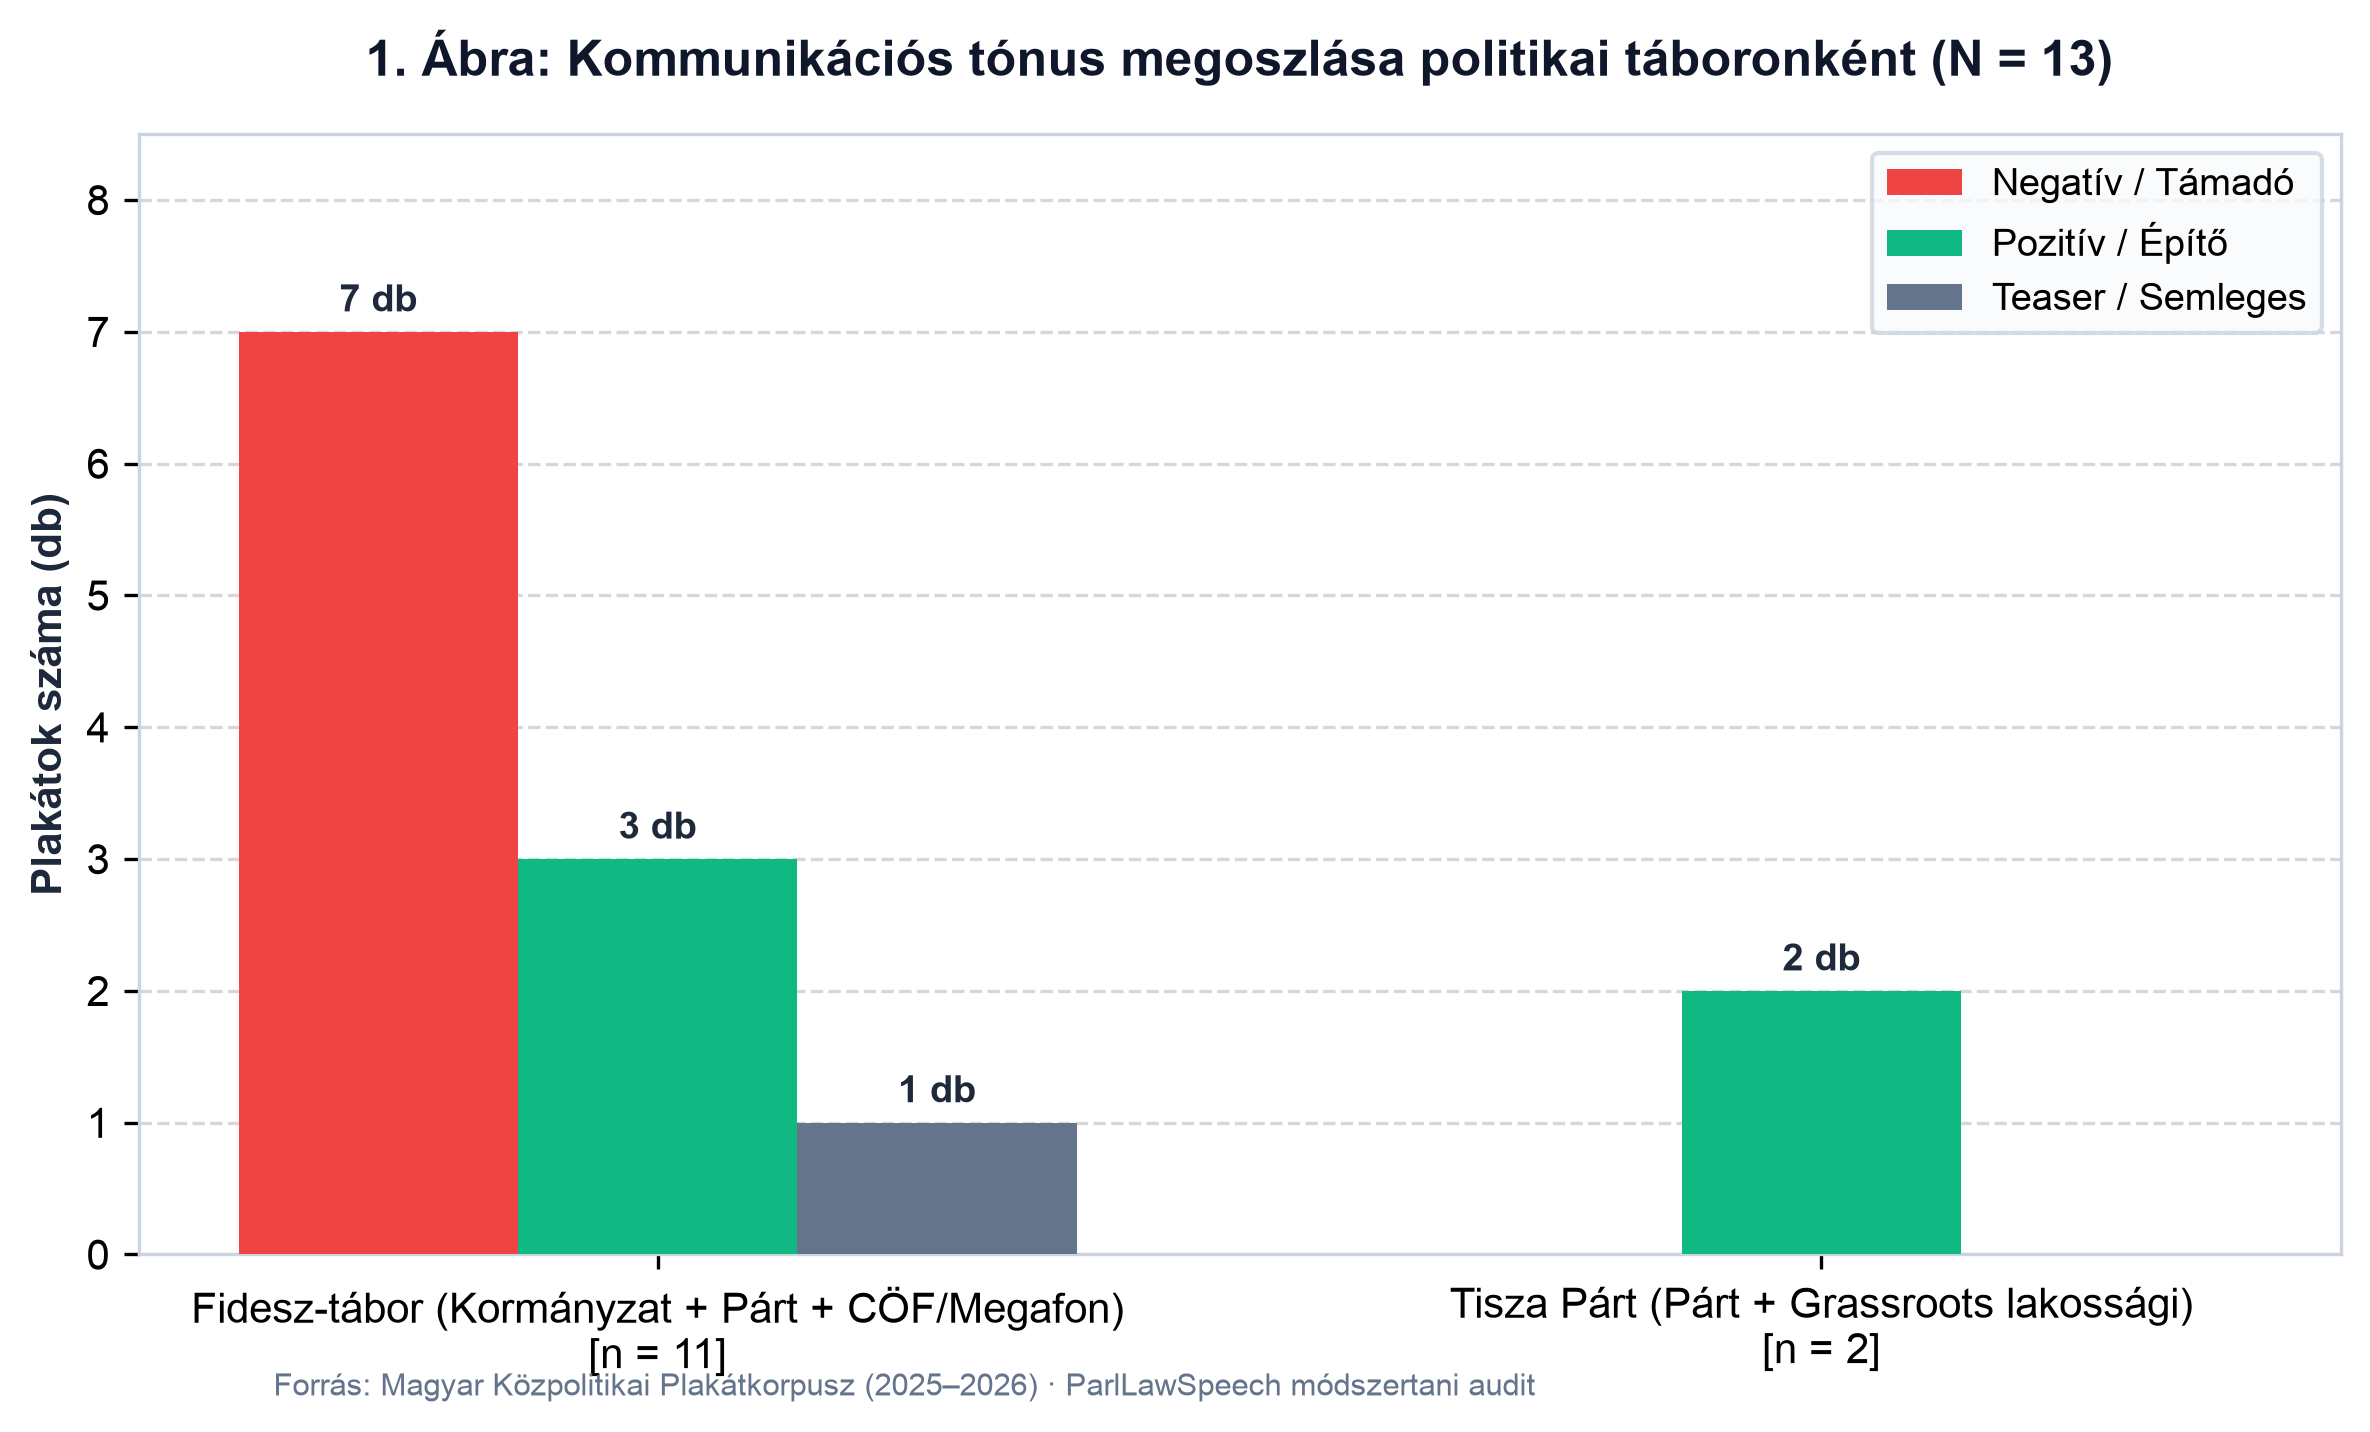 1. Ábra: Kommunikációs tónus megoszlása politikai táboronként (N = 13)
Negatív / Támadó
Pozitív / Építő
Teaser / Semleges
Plakátok száma (db)
8
7
6
5
4
3
2
1
0
7 db
3 db
1 db
2 db
Fidesz-tábor (Kormányzat + Párt + CÖF/Megafon)
[n = 11]
Tisza Párt (Párt + Grassroots lakossági)
[n = 2]
Forrás: Magyar Közpolitikai Plakátkorpusz (2025–2026) · ParlLawSpeech módszertani audit